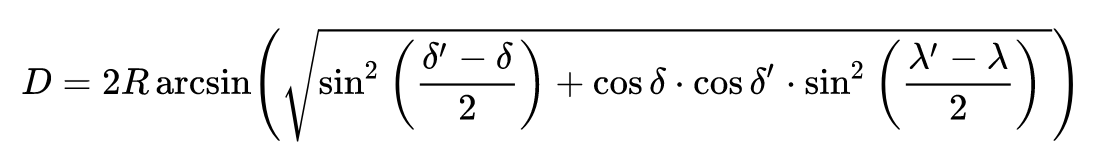 D = 2R arcsin(√(sin²((δ′ − δ)/2) + cos δ · cos δ′ · sin²((λ′ − λ)/2)))